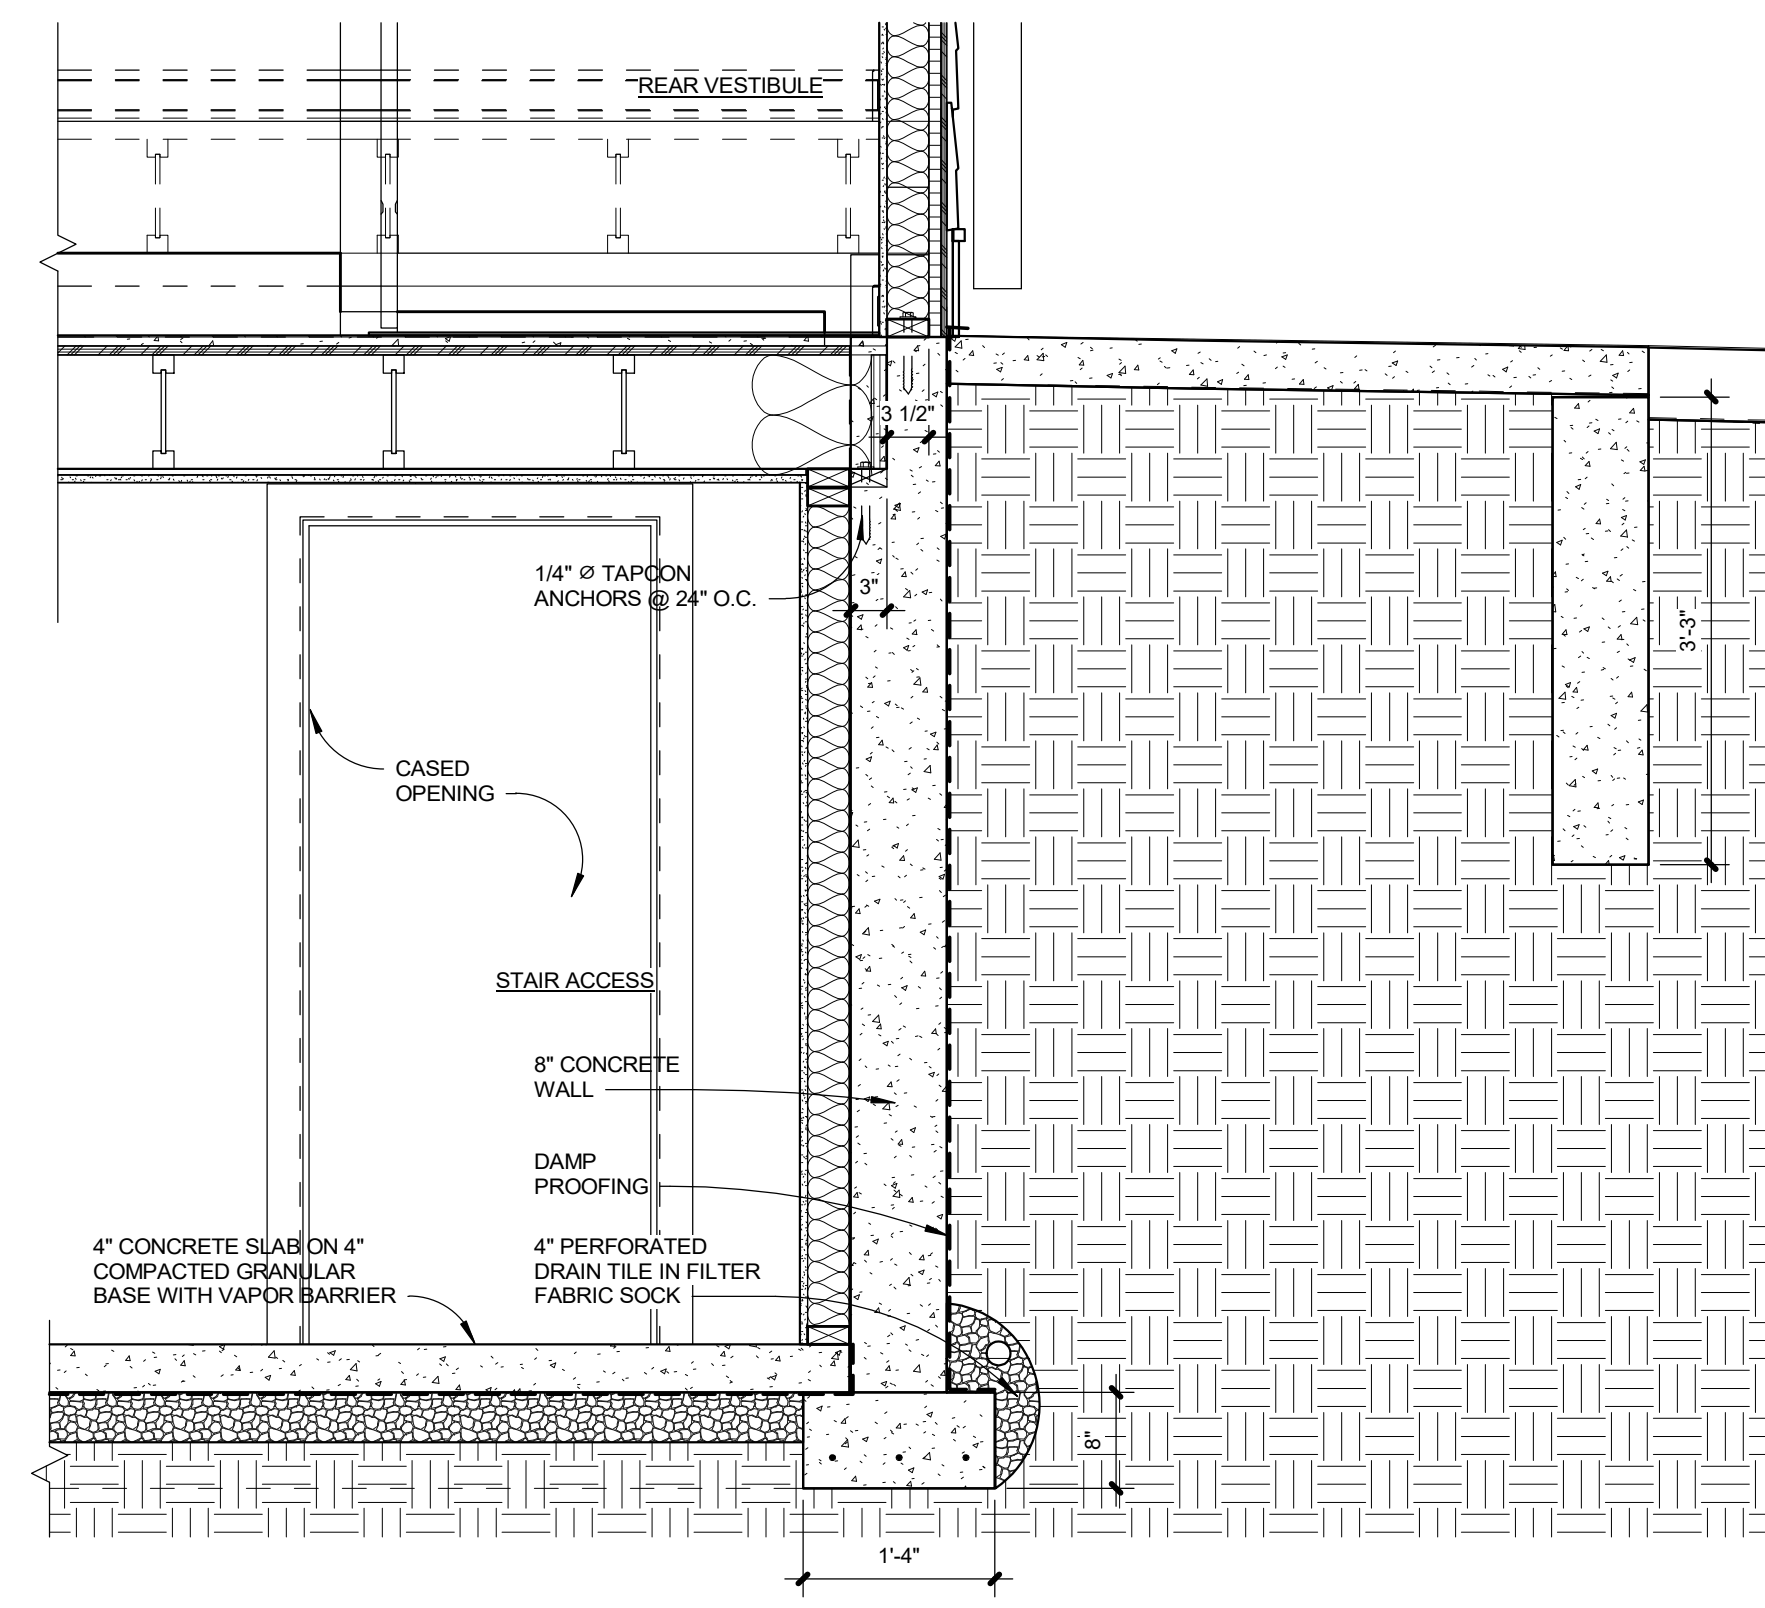 REAR VESTIBULE
3 1/2"
1/4" Ø TAPCON
ANCHORS @ 24" O.C.
3"
3'-3"
CASED
OPENING
STAIR ACCESS
8" CONCRETE
WALL
DAMP
PROOFING
4" CONCRETE SLAB ON 4"
COMPACTED GRANULAR
BASE WITH VAPOR BARRIER
4" PERFORATED
DRAIN TILE IN FILTER
FABRIC SOCK
8"
1'-4"